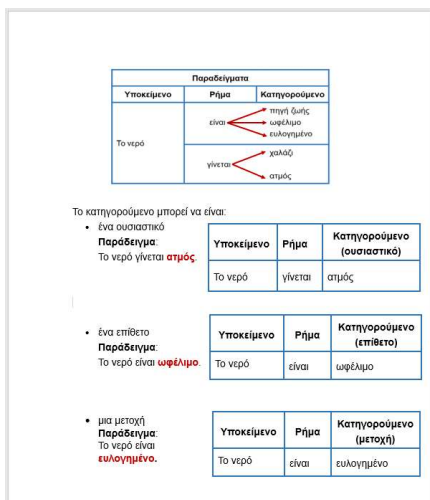 Παραδείγματα
Υποκείμενο Ρήμα Κατηγορούμενο
Το νερό είναι πηγή ζωής
ωφέλιμο
ευλογημένο
γίνεται χαλάζι
ατμός
Το κατηγορούμενο μπορεί να είναι:
• ένα ουσιαστικό
Παράδειγμα:
Το νερό γίνεται ατμός.
Υποκείμενο Ρήμα Κατηγορούμενο
(ουσιαστικό)
Το νερό γίνεται ατμός
• ένα επίθετο
Παράδειγμα:
Το νερό είναι ωφέλιμο.
Υποκείμενο Ρήμα Κατηγορούμενο
(επίθετο)
Το νερό είναι ωφέλιμο
• μια μετοχή
Παράδειγμα:
Το νερό είναι
ευλογημένο.
Υποκείμενο Ρήμα Κατηγορούμενο
(μετοχή)
Το νερό είναι ευλογημένο